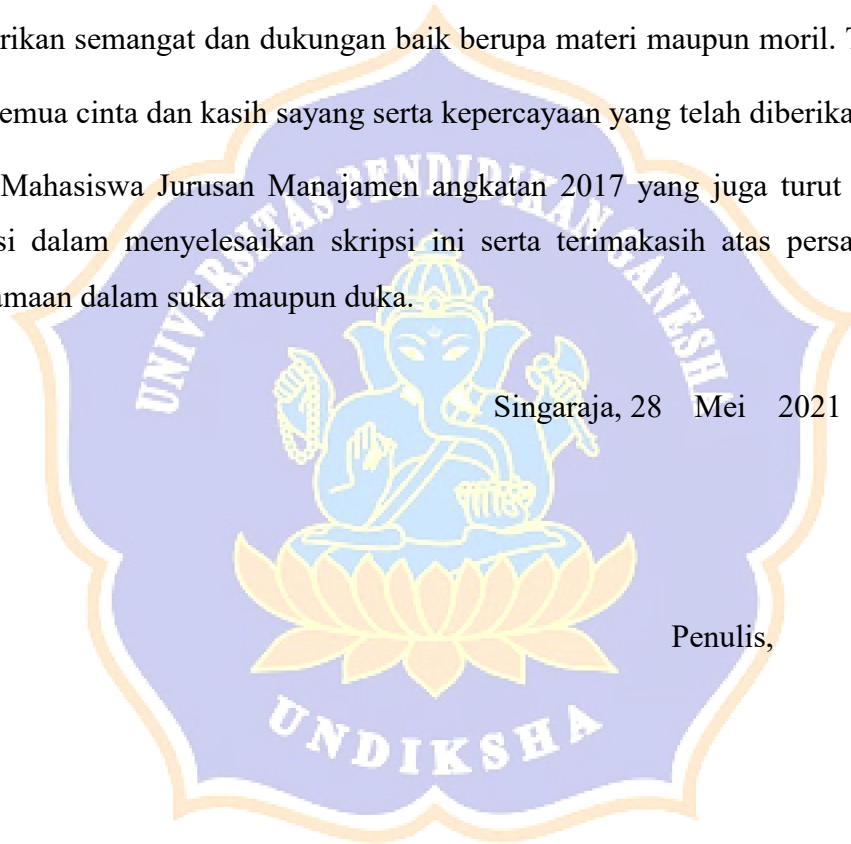 rikan semangat dan dukungan baik berupa materi maupun moril.
emua cinta dan kasih sayang serta kepercayaan yang telah diberika
Mahasiswa Jurusan Manajamen angkatan 2017 yang juga turut
si dalam menyelesaikan skripsi ini serta terimakasih atas persa
amaan dalam suka maupun duka.
UNIVERSITAS PENDIDIKAN GANESHA
Singaraja, 28 Mei 2021
Penulis,
UNDIKSHA